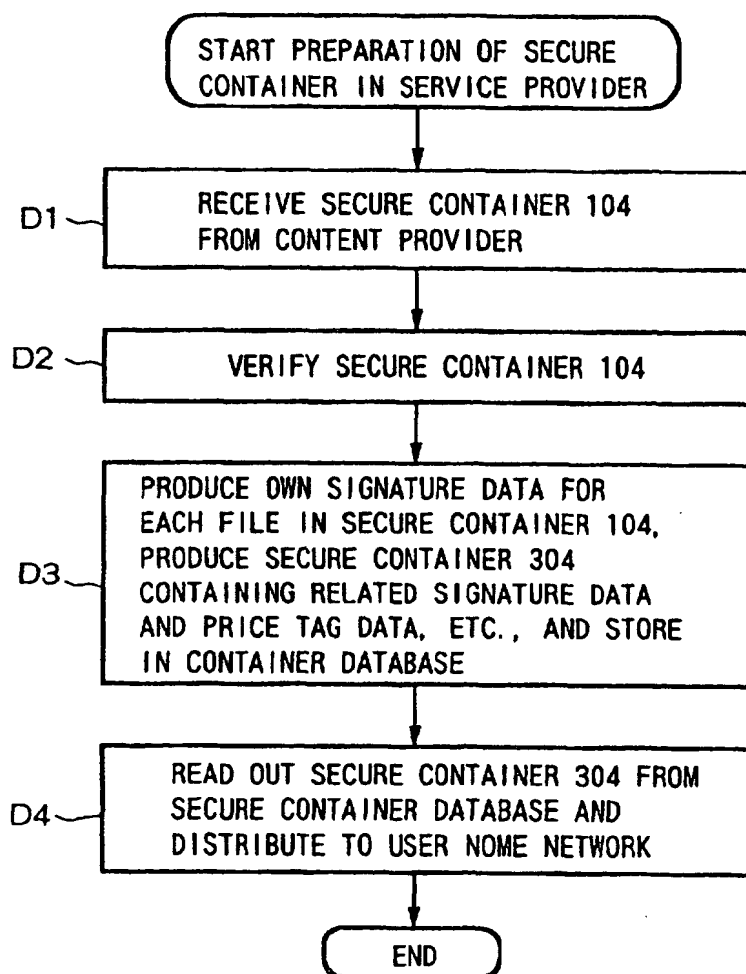 START PREPARATION OF SECURE
CONTAINER IN SERVICE PROVIDER
D1
RECEIVE SECURE CONTAINER 104
FROM CONTENT PROVIDER
D2
VERIFY SECURE CONTAINER 104
D3
PRODUCE OWN SIGNATURE DATA FOR
EACH FILE IN SECURE CONTAINER 104,
PRODUCE SECURE CONTAINER 304
CONTAINING RELATED SIGNATURE DATA
AND PRICE TAG DATA, ETC., AND STORE
IN CONTAINER DATABASE
D4
READ OUT SECURE CONTAINER 304 FROM
SECURE CONTAINER DATABASE AND
DISTRIBUTE TO USER NOME NETWORK
END